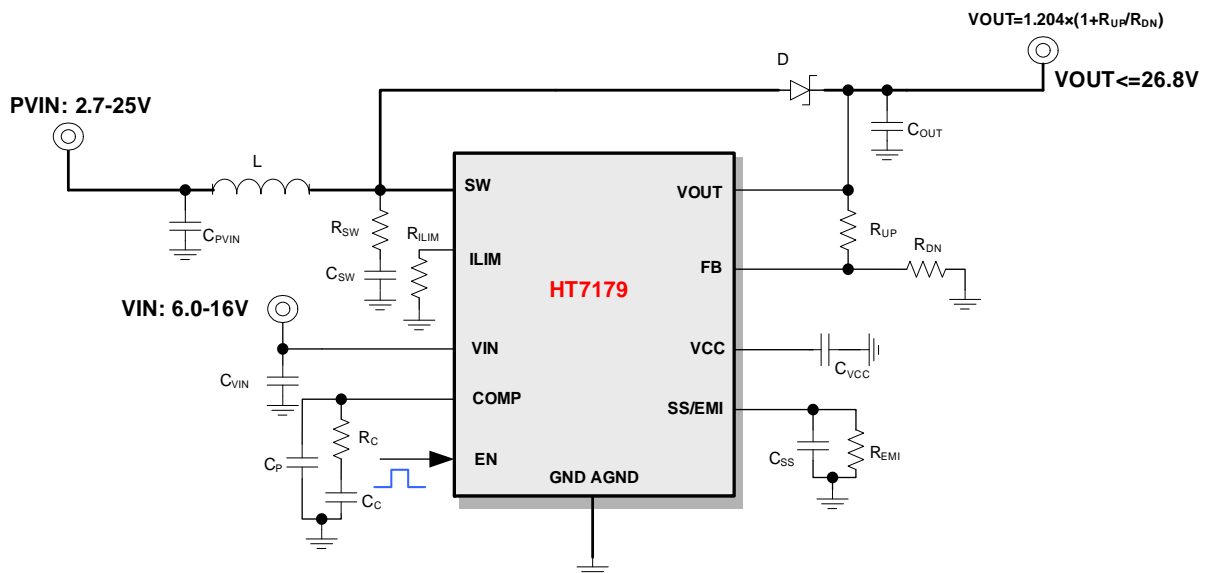 VOUT=1.204×(1+RUP/RDN)
D
VOUT<=26.8V
PVIN: 2.7-25V
COUT
L
SW
VOUT
CPVIN
RSW
RILIM
RUP
RDN
ILIM
FB
CSW
HT7179
VIN: 6.0-16V
VIN
VCC
CVCC
CVIN
COMP
SS/EMI
RC
CP
CSS
REMI
EN
GND AGND
CC